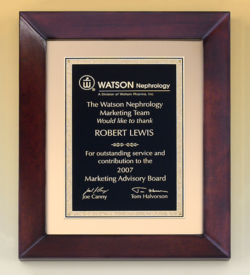 WATSON Nephrology
A Division of Watson Pharma, Inc.
The Watson Nephrology
Marketing Team
Would like to thank
ROBERT LEWIS
For outstanding service and
contribution to the
2007
Marketing Advisory Board
Joe Canny Tom Halvorson